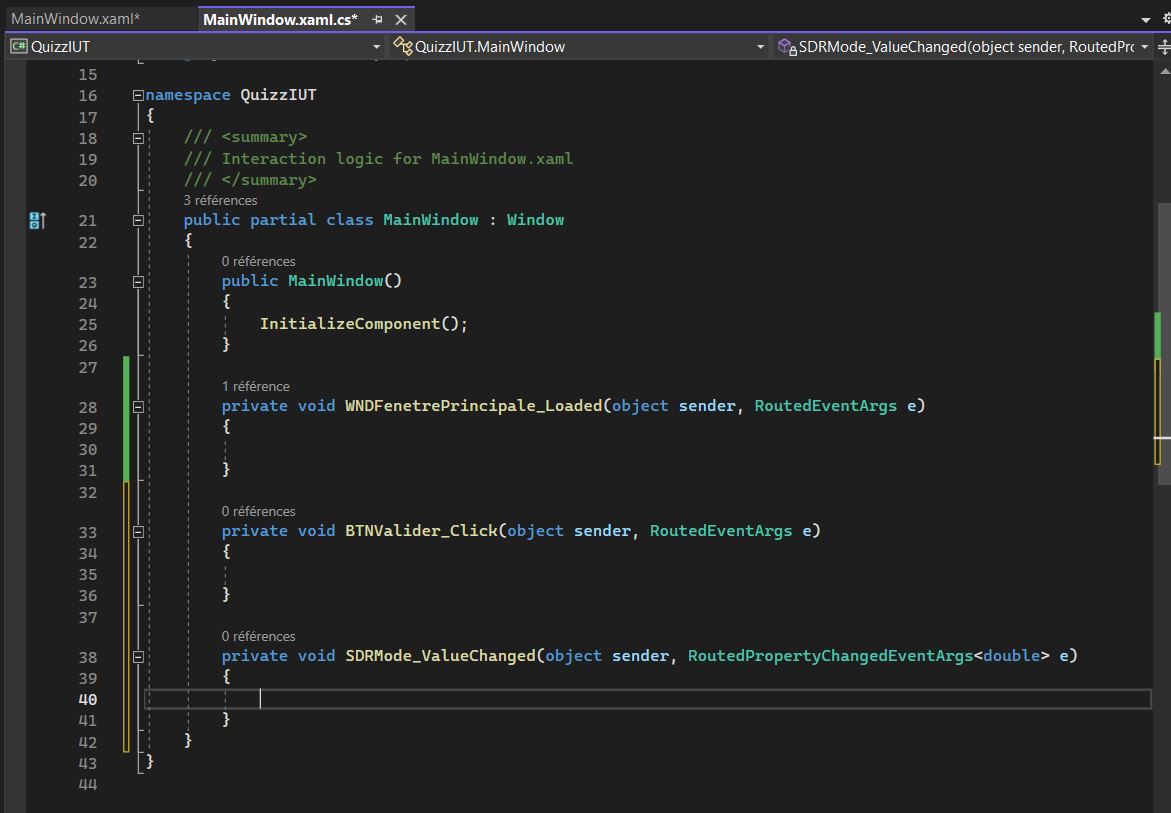 MainWindow.xaml*
MainWindow.xaml.cs*
C# QuizzIUT
QuizzIUT.MainWindow
SDRMode_ValueChanged(object sender, RoutedPr
15
16 namespace QuizzIUT
17 {
18 /// <summary>
19 /// Interaction logic for MainWindow.xaml
20 /// </summary>
3 références
21 public partial class MainWindow : Window
22 {
0 références
23 public MainWindow()
24 {
25 InitializeComponent();
26 }
27
1 référence
28 private void WNDFenetrePrincipale_Loaded(object sender, RoutedEventArgs e)
29 {
30
31 }
32
0 références
33 private void BTNValider_Click(object sender, RoutedEventArgs e)
34 {
35
36 }
37
0 références
38 private void SDRMode_ValueChanged(object sender, RoutedPropertyChangedEventArgs<double> e)
39 {
40
41 }
42 }
43 }
44